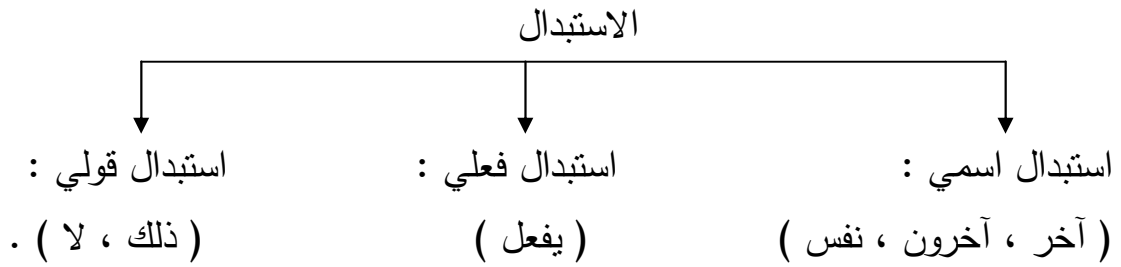 الاستبدال
استبدال اسمي : استبدال فعلي : استبدال قولي :
( آخر ، آخرون ، نفس ) ( يفعل ) ( ذلك ، لا ) .